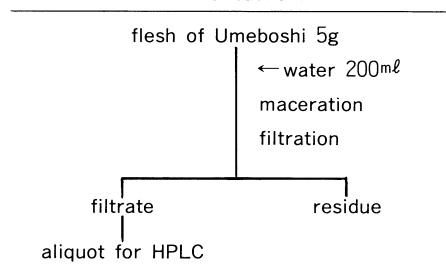 flesh of Umeboshi 5g
←water 200mℓ
maceration
filtration
filtrate residue
aliquot for HPLC